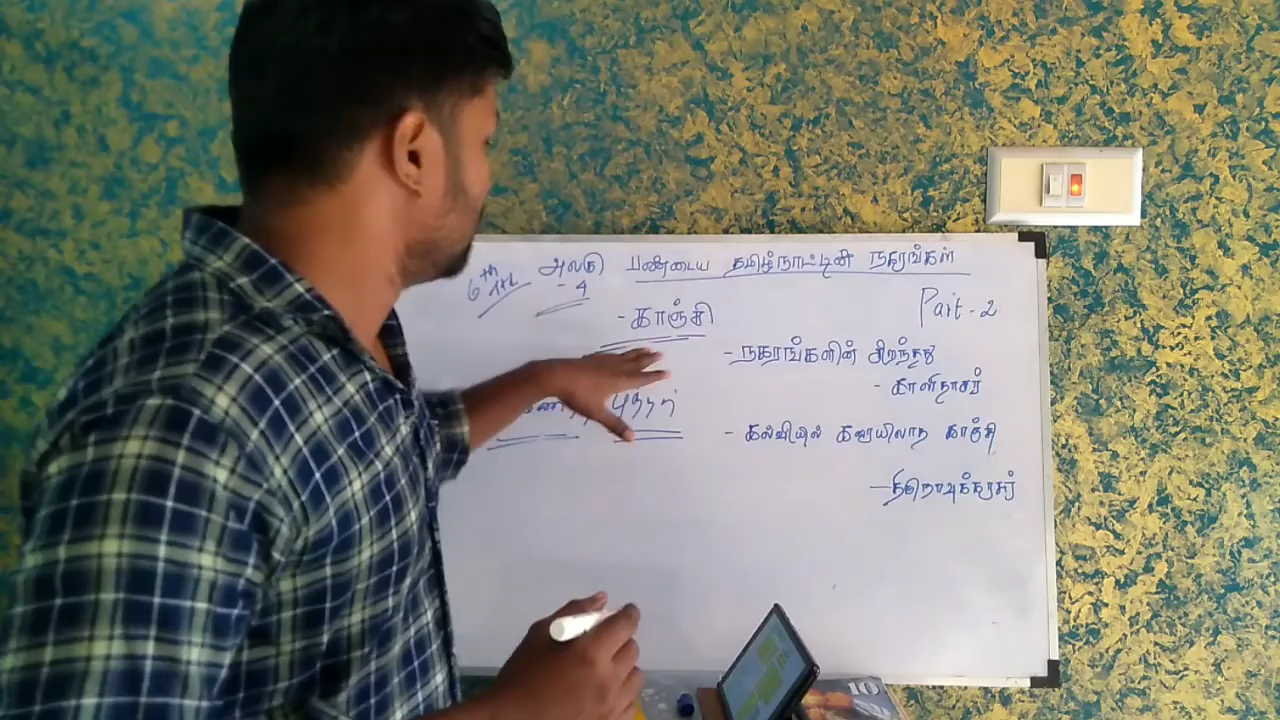 6th அலகு பண்டைய தமிழ்நாட்டின் நகரங்கள்
- 4
- காஞ்சி
Part - 2
- நகரங்களின் சிறந்தது
- காளிதாசர்
- கல்வியில் கரையிலாத காஞ்சி
- திருநாவுக்கரசர்
10